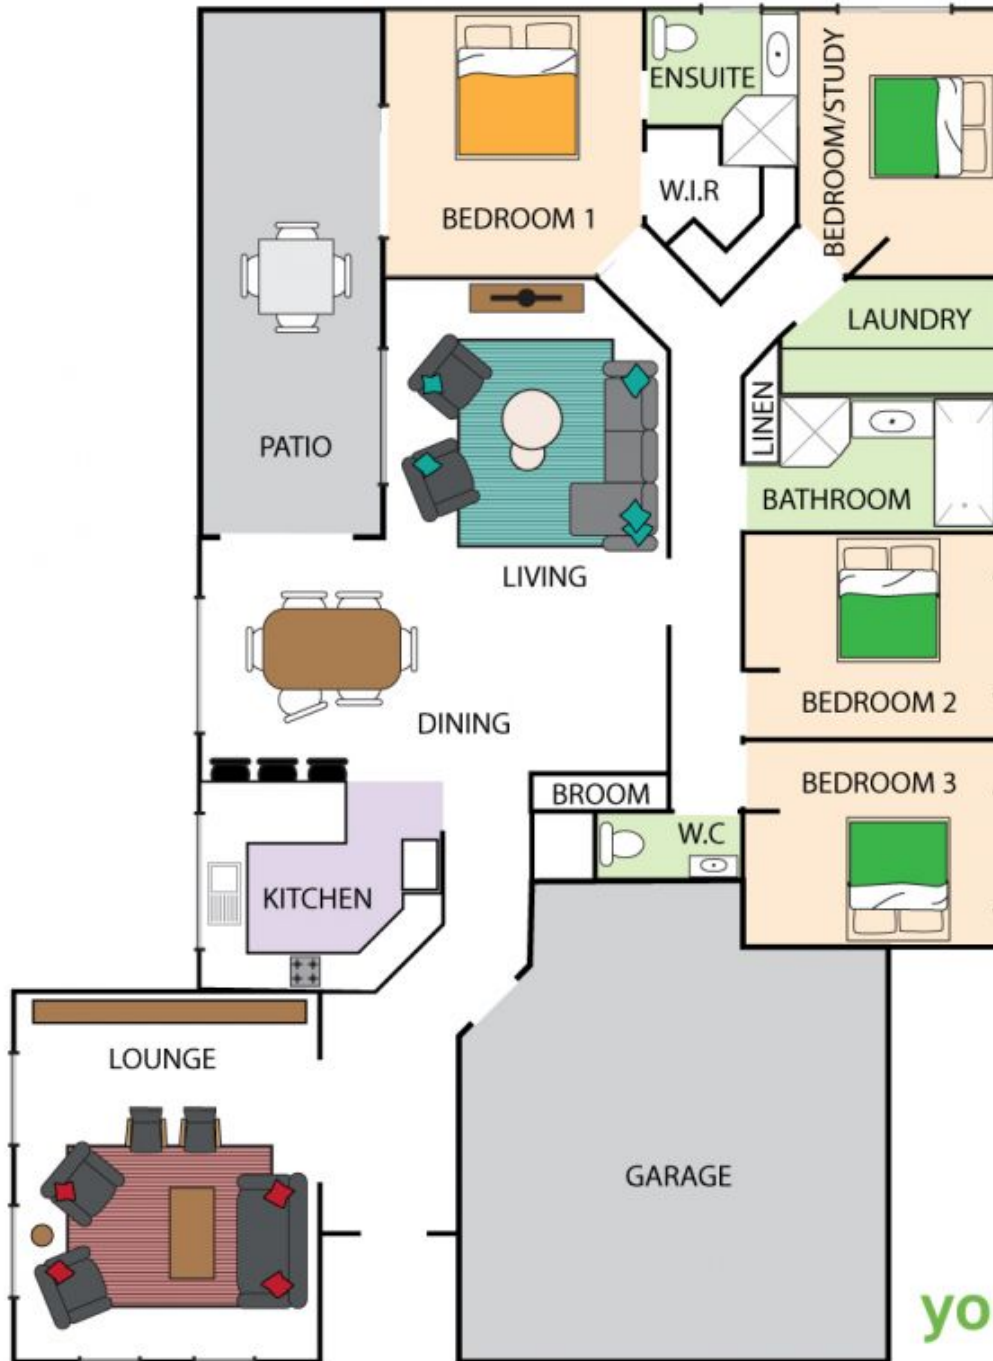 ENSUITE
BEDROOM/STUDY
W.I.R
BEDROOM 1
LAUNDRY
LINEN
PATIO
BATHROOM
LIVING
BEDROOM 2
DINING
BEDROOM 3
BROOM
W.C
KITCHEN
LOUNGE
GARAGE
yo